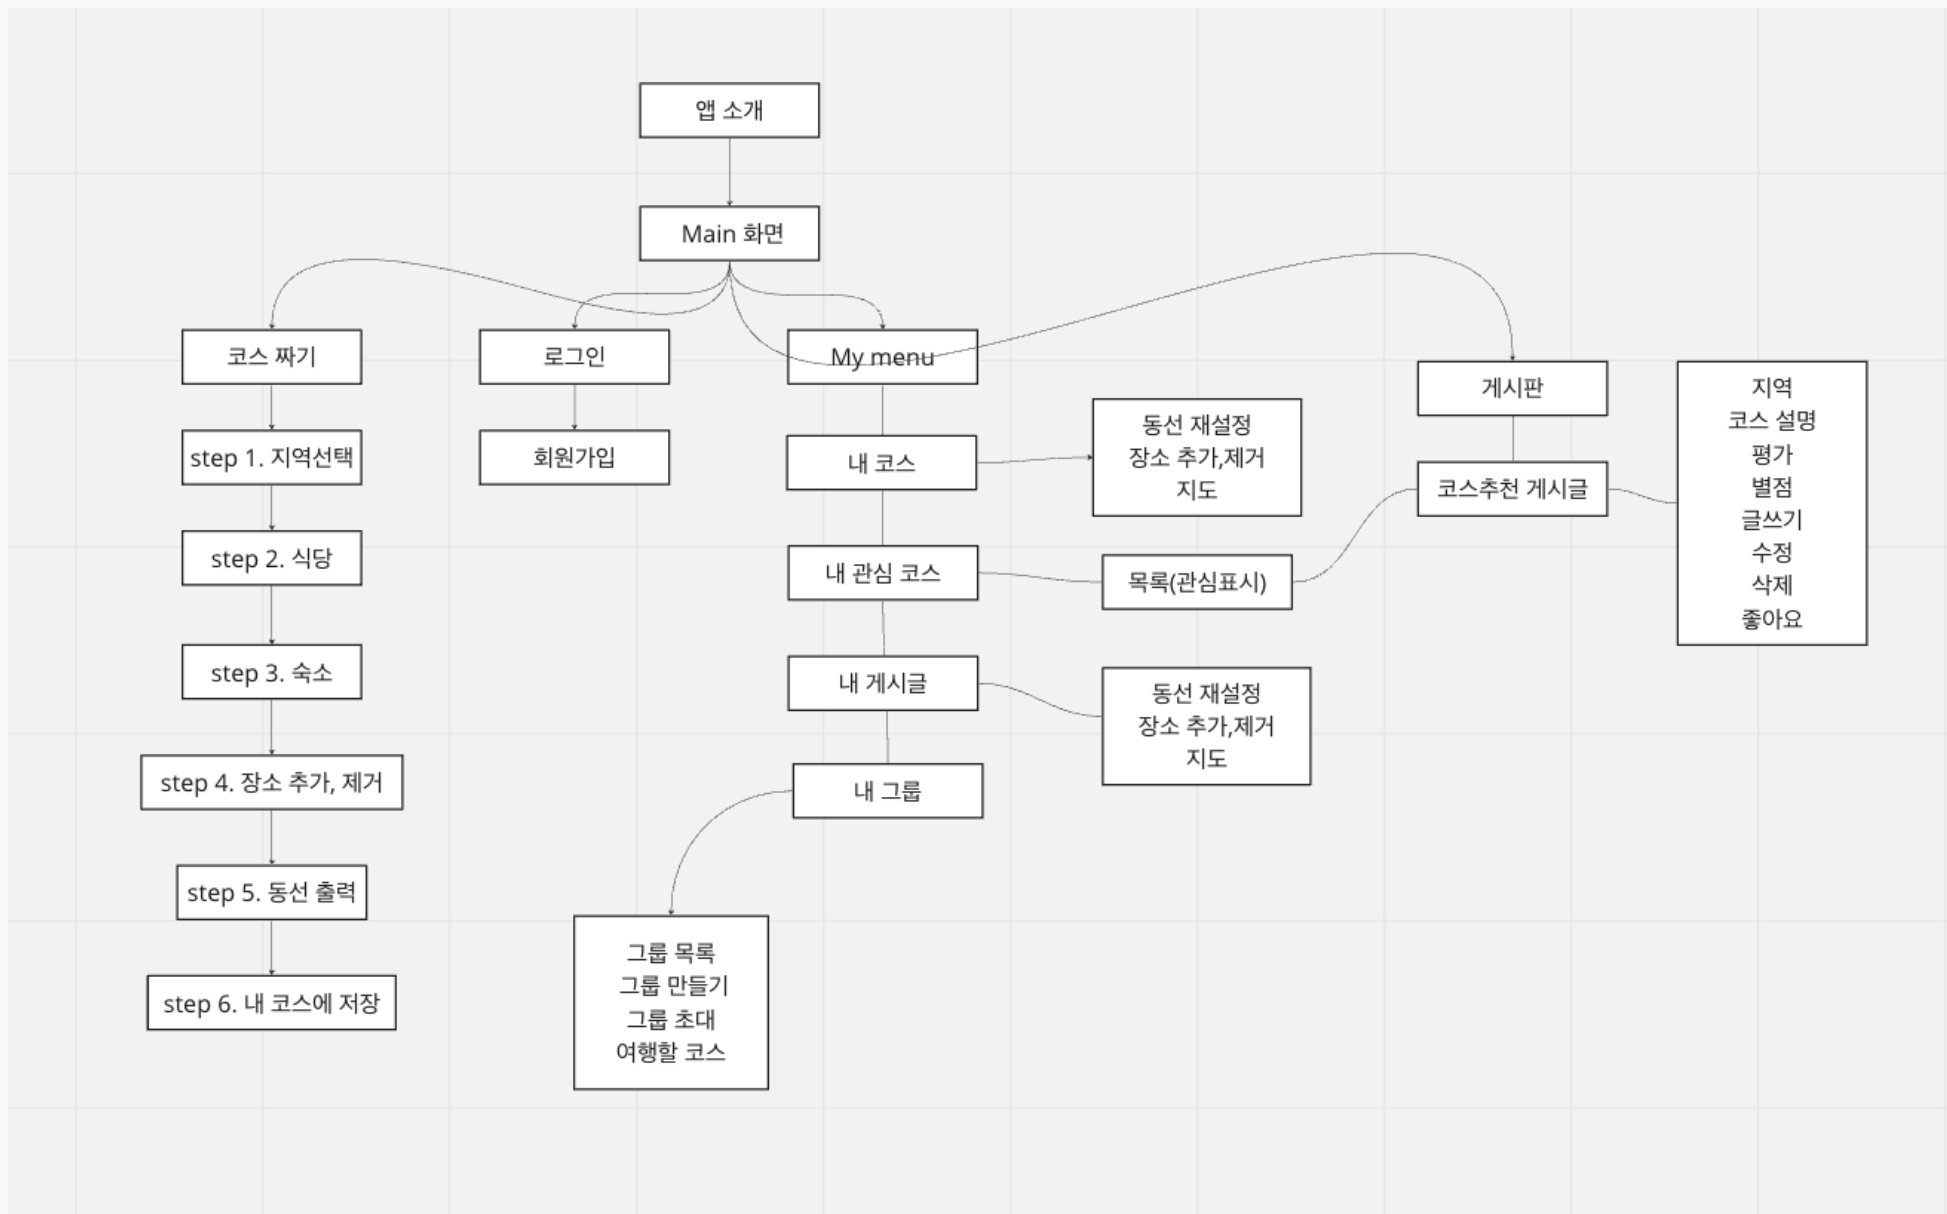 앱 소개
Main 화면
코스 짜기
로그인
My menu
게시판
step 1. 지역선택
회원가입
내 코스
동선 재설정
장소 추가,제거
지도
코스추천 게시글
지역
코스 설명
평가
별점
글쓰기
수정
삭제
좋아요
step 2. 식당
내 관심 코스
목록(관심표시)
step 3. 숙소
내 게시글
동선 재설정
장소 추가,제거
지도
step 4. 장소 추가, 제거
내 그룹
step 5. 동선 출력
그룹 목록
그룹 만들기
그룹 초대
여행할 코스
step 6. 내 코스에 저장